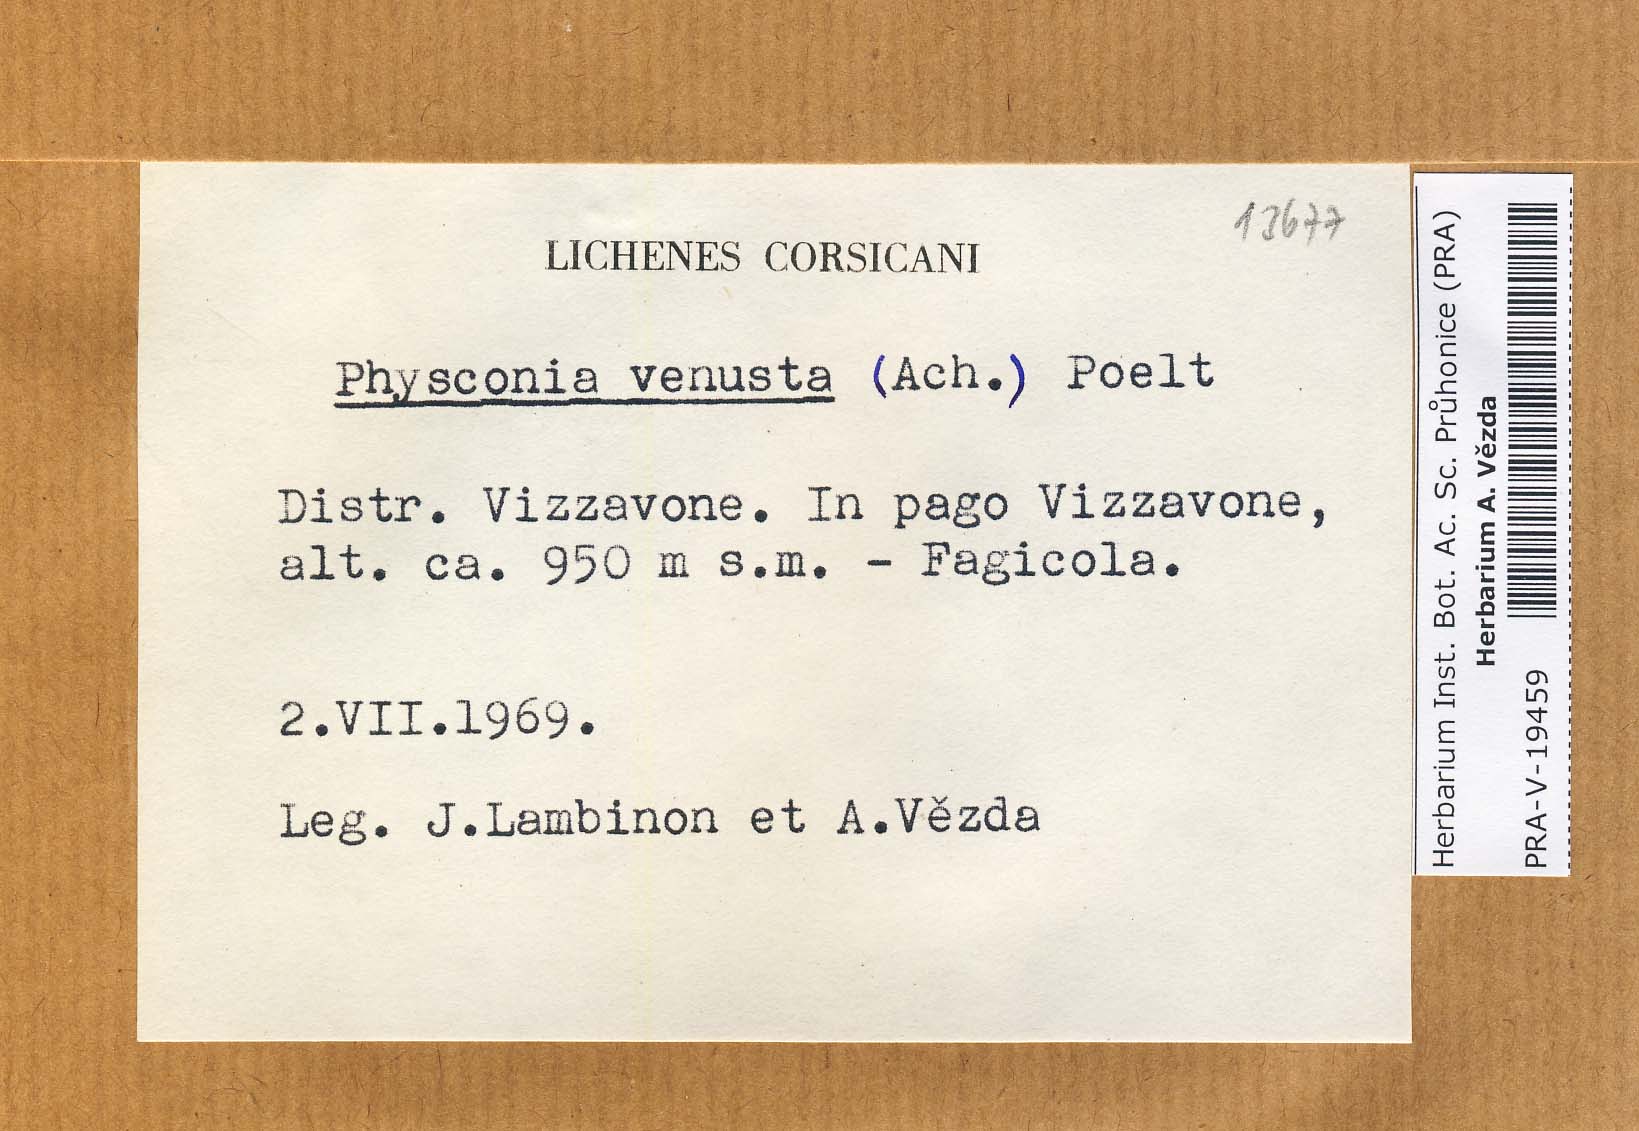 13677
LICHENES CORSICANI
Physconia venusta (Ach.) Poelt
Distr. Vizzavone. In pago Vizzavone,
alt. ca. 950 m s.m. - Fagicola.
2.VII.1969.
Leg. J.Lambinon et A.Vězda
Herbarium Inst. Bot. Ac. Sc. Průhonice (PRA)
Herbarium A. Vězda
PRA-V-19459